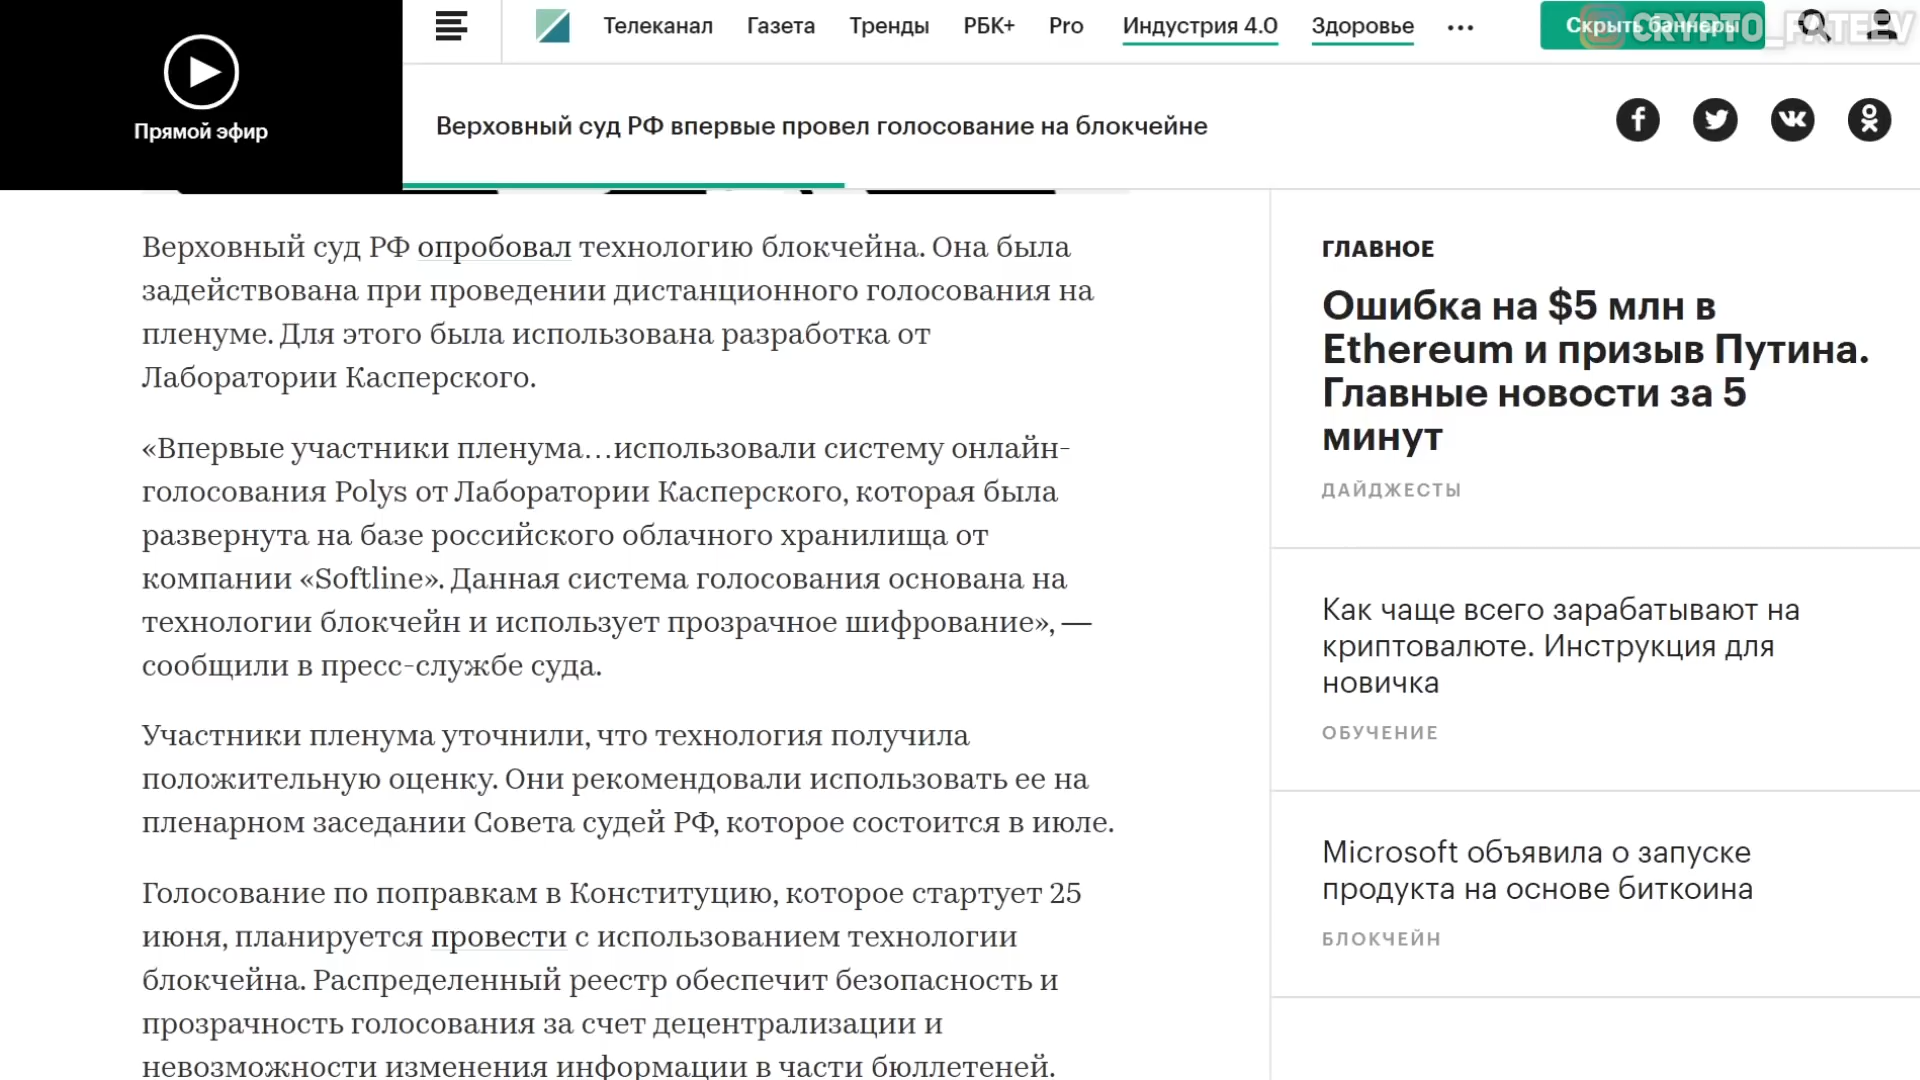 Прямой эфир
Телеканал Газета Тренды РБК+ Pro Индустрия 4.0 Здоровье ...
Скрыть баннеры
CRYPTO_FATEEV
Верховный суд РФ впервые провел голосование на блокчейне
Верховный суд РФ опробовал технологию блокчейна. Она была
задействована при проведении дистанционного голосования на
пленуме. Для этого была использована разработка от
Лаборатории Касперского.
«Впервые участники пленума…использовали систему онлайн-
голосования Polys от Лаборатории Касперского, которая была
развернута на базе российского облачного хранилища от
компании «Softline». Данная система голосования основана на
технологии блокчейн и использует прозрачное шифрование», —
сообщили в пресс-службе суда.
Участники пленума уточнили, что технология получила
положительную оценку. Они рекомендовали использовать ее на
пленарном заседании Совета судей РФ, которое состоится в июле.
Голосование по поправкам в Конституцию, которое стартует 25
июня, планируется провести с использованием технологии
блокчейна. Распределенный реестр обеспечит безопасность и
прозрачность голосования за счет децентрализации и
невозможности изменения информации в части бюллетеней.
ГЛАВНОЕ
Ошибка на $5 млн в
Ethereum и призыв Путина.
Главные новости за 5
минут
ДАЙДЖЕСТЫ
Как чаще всего зарабатывают на
криптовалюте. Инструкция для
новичка
ОБУЧЕНИЕ
Microsoft объявила о запуске
продукта на основе биткоина
БЛОКЧЕЙН